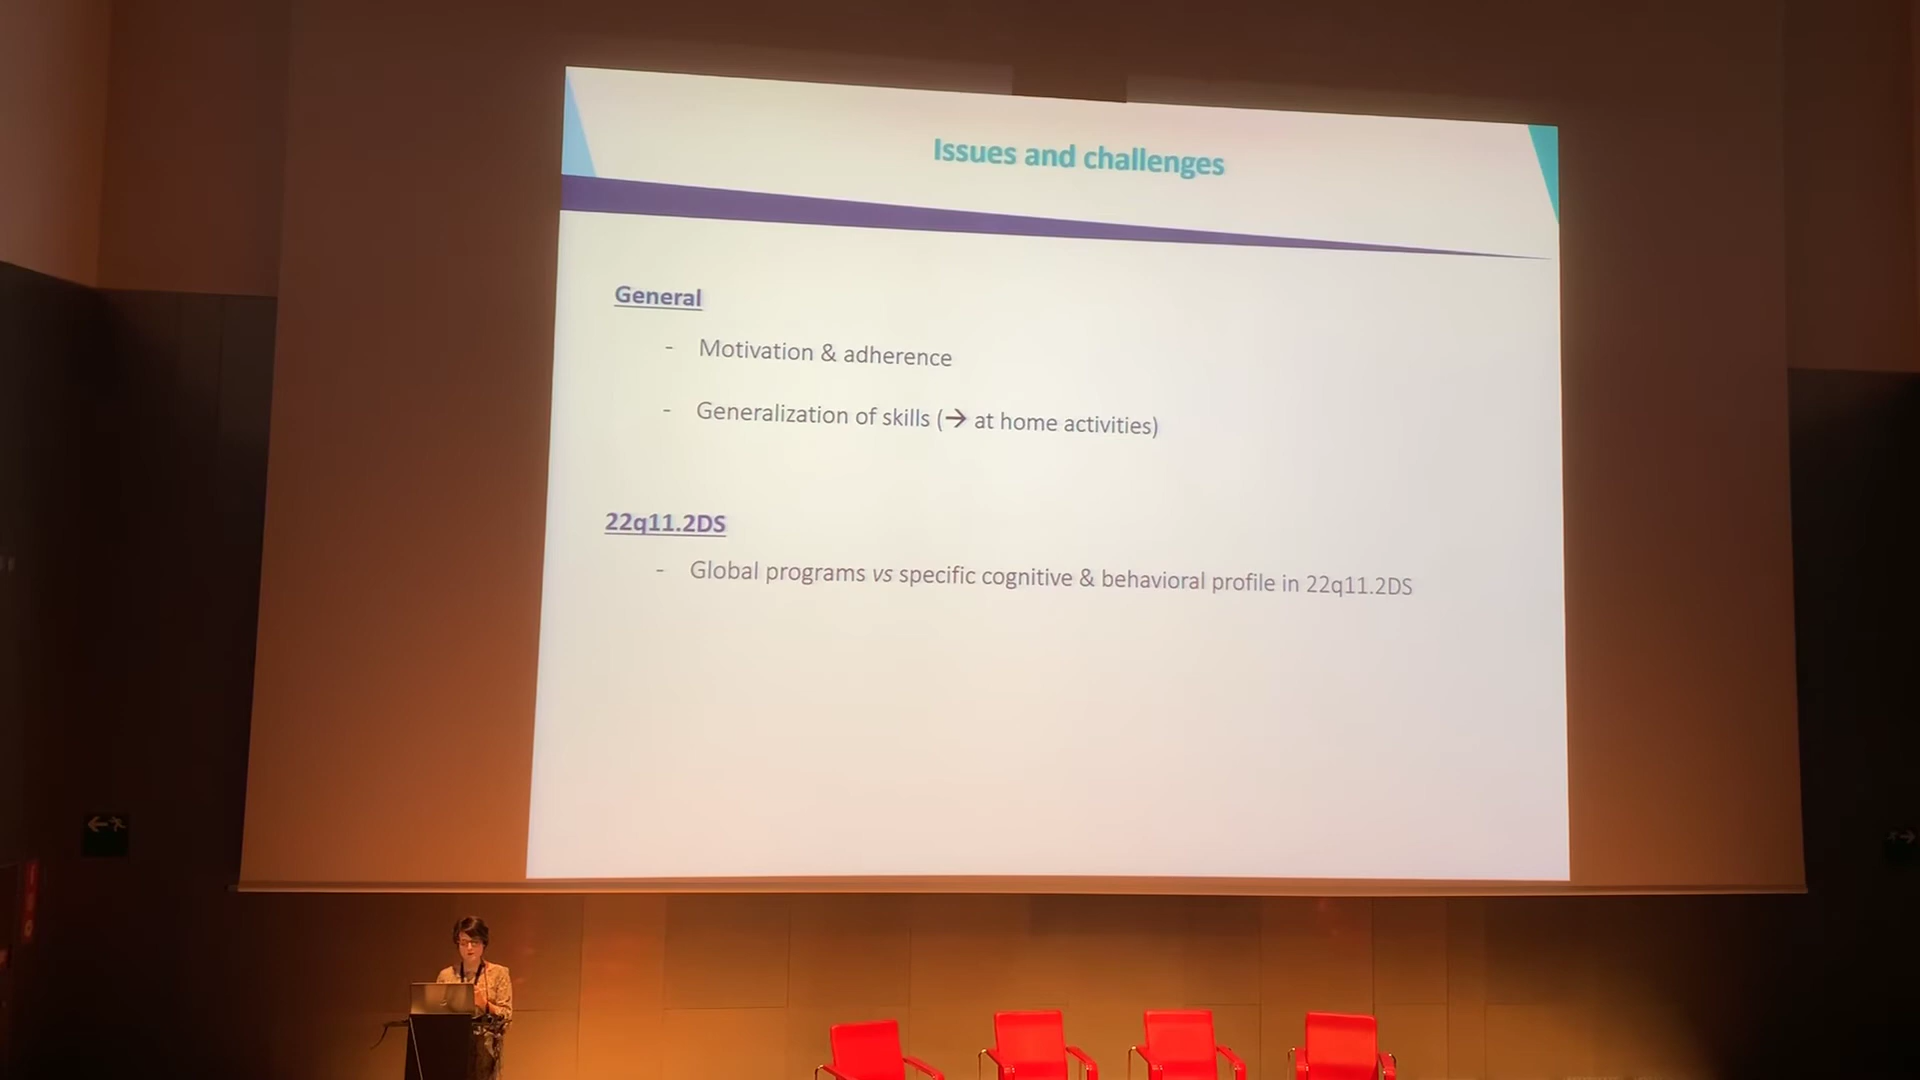 Issues and challenges
General
- Motivation & adherence
- Generalization of skills (→ at home activities)
22q11.2DS
- Global programs vs specific cognitive & behavioral profile in 22q11.2DS